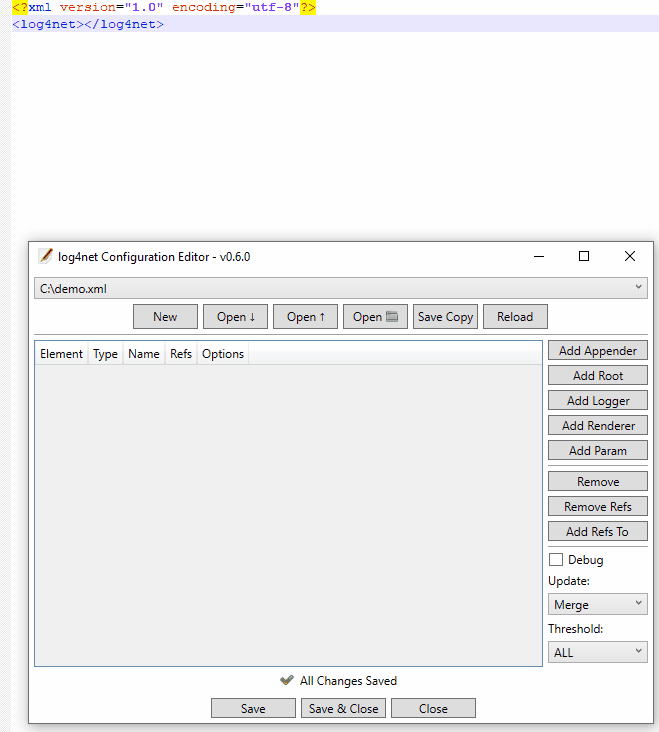 <?xml version="1.0" encoding="utf-8"?>
<log4net></log4net>
log4net Configuration Editor - v0.6.0
C:\demo.xml
New Open ↓ Open ↑ Open Save Copy Reload
Element Type Name Refs Options
Add Appender
Add Root
Add Logger
Add Renderer
Add Param
Remove
Remove Refs
Add Refs To
Debug
Update:
Merge
Threshold:
ALL
All Changes Saved
Save Save & Close Close